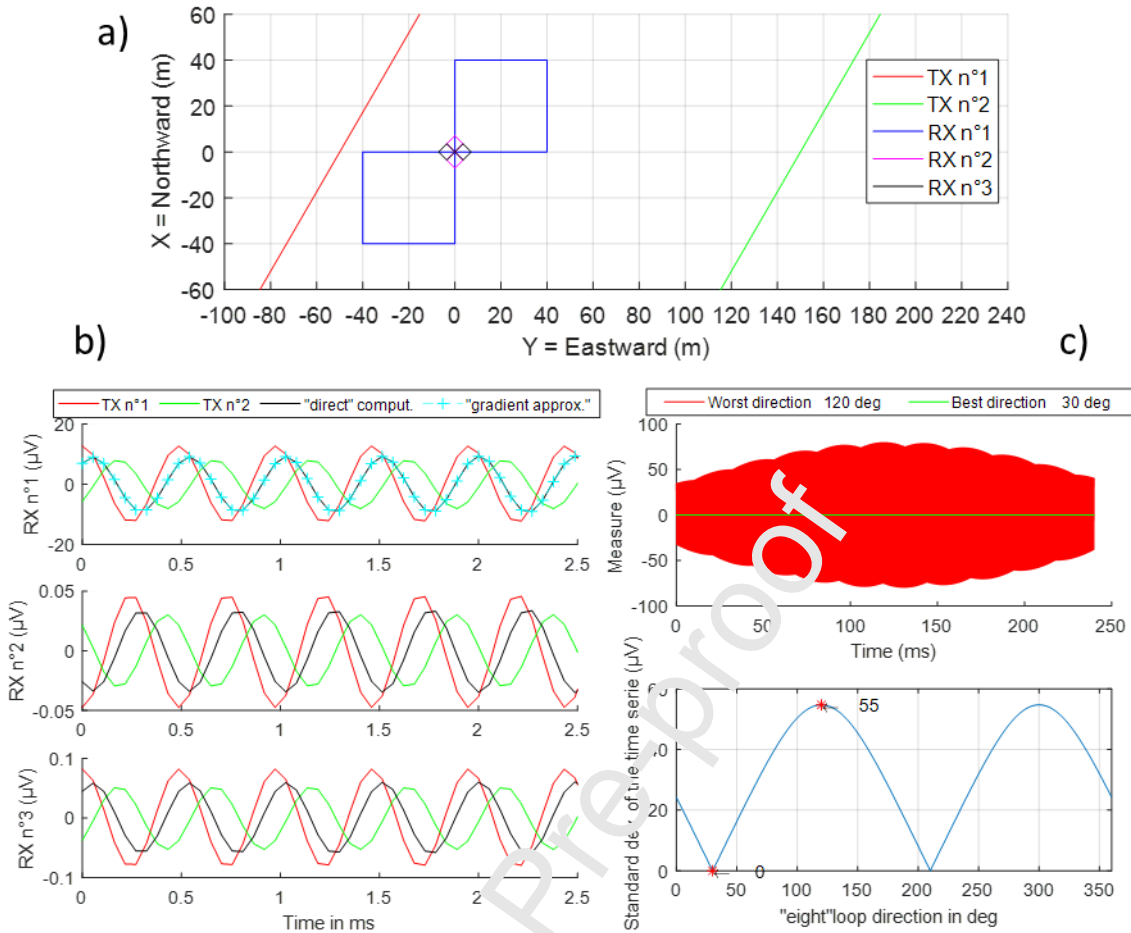 a)
60
40
20
0
-20
-40
-60
X = Northward (m)
-100 -80 -60 -40 -20 0 20 40 60 80 100 120 140 160 180 200 220 240
Y = Eastward (m)
TX n°1
TX n°2
RX n°1
RX n°2
RX n°3
b)
TX n°1 TX n°2 "direct" comput. "gradient approx."
20
0
-20
RX n°1 (µV)
0 0.5 1 1.5 2 2.5
0.05
0
-0.05
RX n°2 (µV)
0 0.5 1 1.5 2 2.5
0.1
0
-0.1
RX n°3 (µV)
0 0.5 1 1.5 2 2.5
Time in ms
c)
Worst direction 120 deg Best direction 30 deg
100
50
0
-50
-100
Measure (µV)
0 50 100 150 200 250
Time (ms)
60
40
20
0
Standard dev of the time serie (µV)
55
0
0 50 100 150 200 250 300 350
"eight"loop direction in deg
Pre-proof